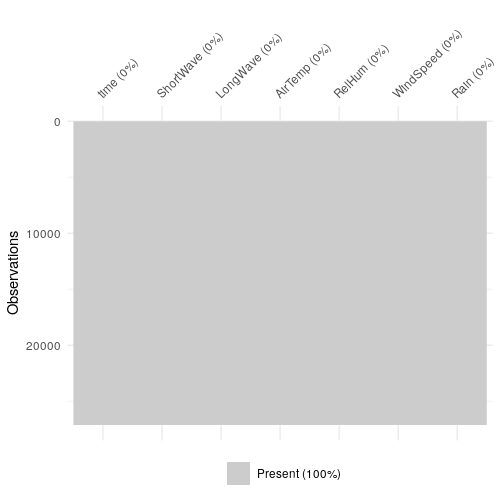 time (0%)
ShortWave (0%)
LongWave (0%)
AirTemp (0%)
RelHum (0%)
WindSpeed (0%)
Rain (0%)
0
10000
20000
Observations
Present (100%)